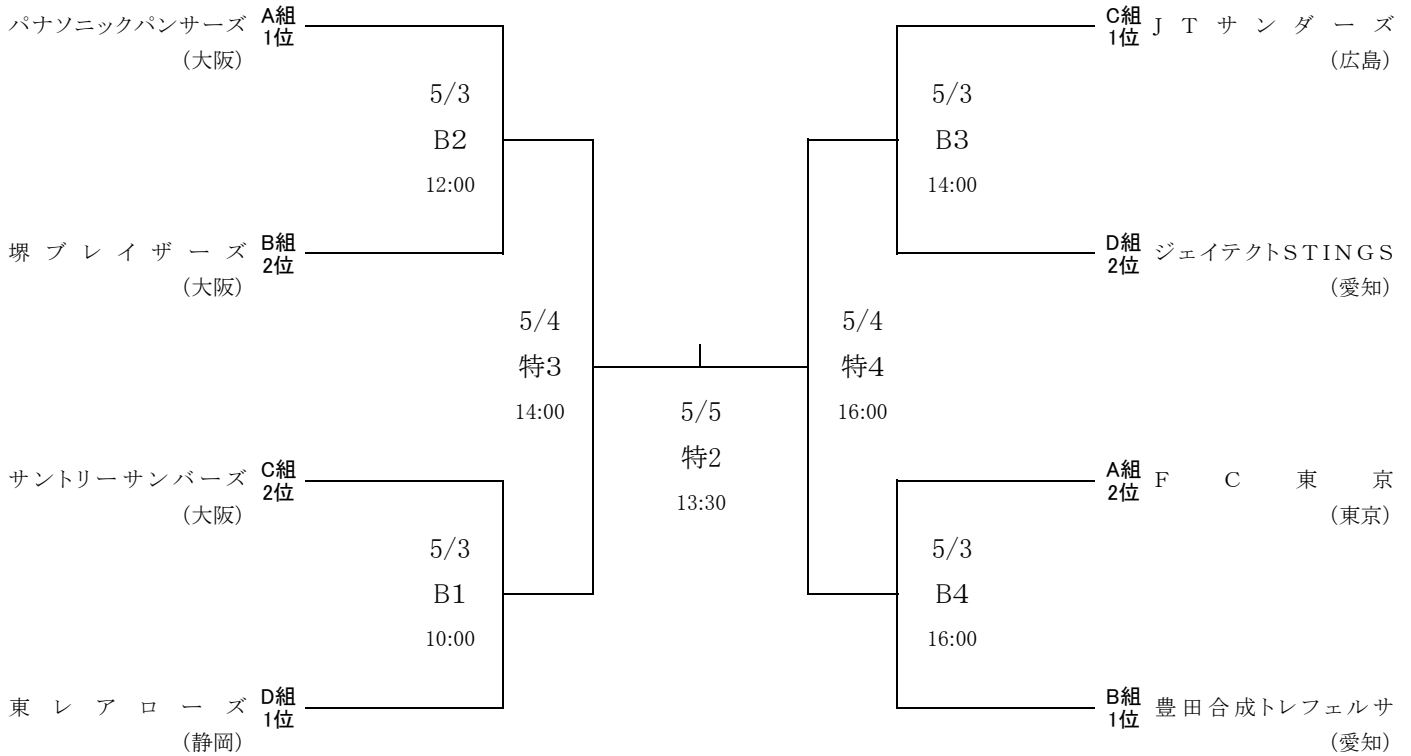 パナソニックパンサーズ A組 1位
(大阪)
5/3
B2
12:00
堺ブレイザーズ B組 2位
(大阪)
5/4
特3
14:00
サントリーサンバーズ C組 2位
(大阪)
5/3
B1
10:00
東レアローズ D組 1位
(静岡)
5/5
特2
13:30
C組 1位 JTサンダーズ
(広島)
5/3
B3
14:00
D組 2位 ジェイテクトSTINGS
(愛知)
5/4
特4
16:00
A組 2位 FC東京
(東京)
5/3
B4
16:00
B組 1位 豊田合成トレフェルサ
(愛知)